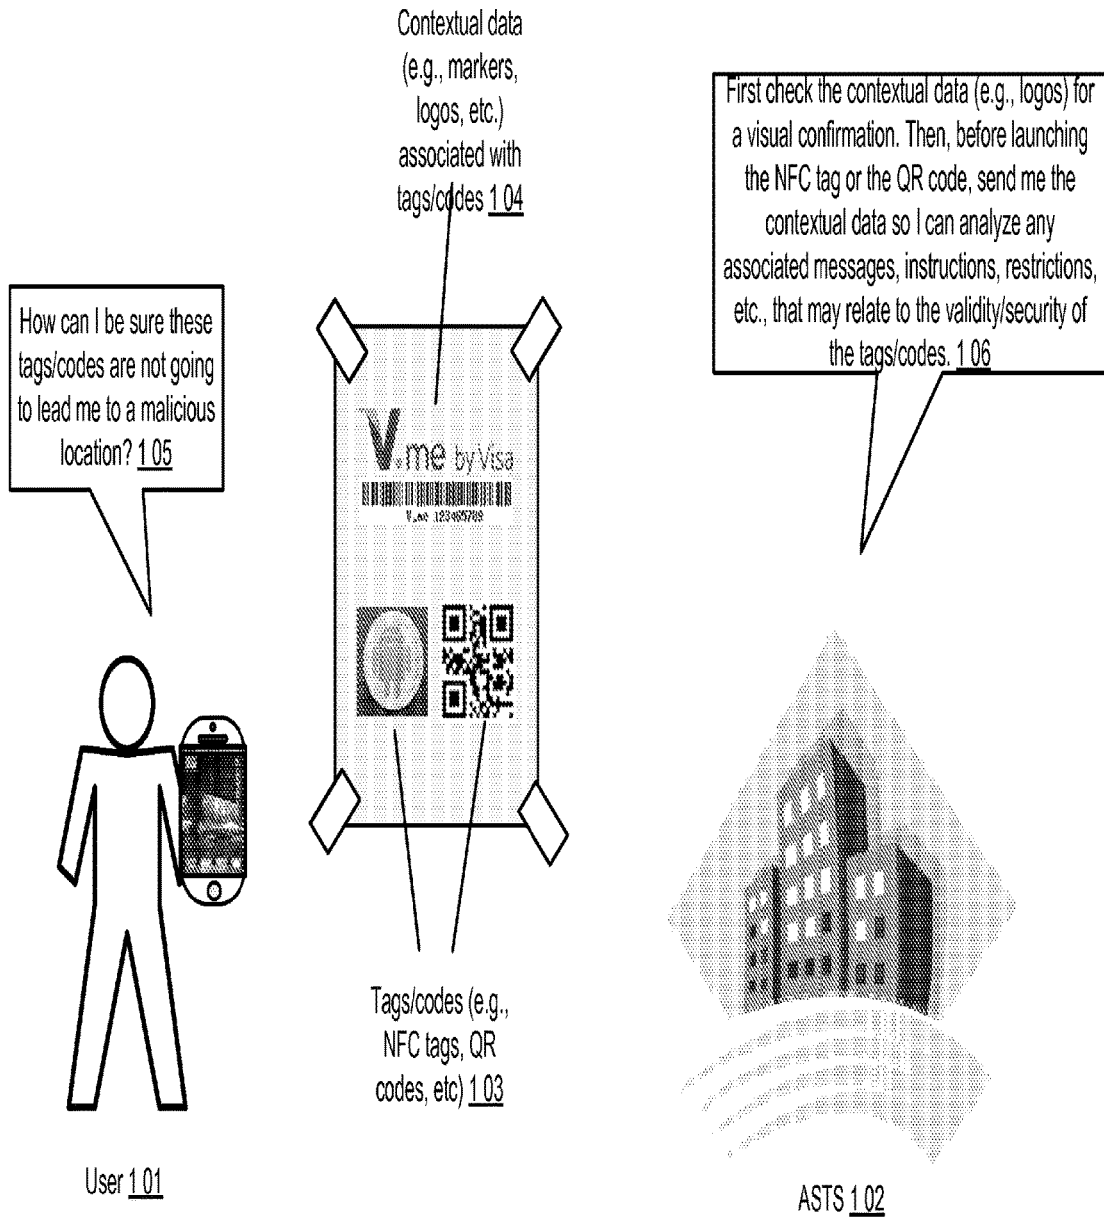 Contextual data
(e.g., markers,
logos, etc.)
associated with
tags/codes 104
First check the contextual data (e.g., logos) for
a visual confirmation. Then, before launching
the NFC tag or the QR code, send me the
contextual data so I can analyze any
associated messages, instructions, restrictions,
etc., that may relate to the validity/security of
the tags/codes. 106
How can I be sure these
tags/codes are not going
to lead me to a malicious
location? 105
V.me by Visa
V.me 123465789
Tags/codes (e.g.,
NFC tags, QR
codes, etc) 103
User 101
ASTS 102